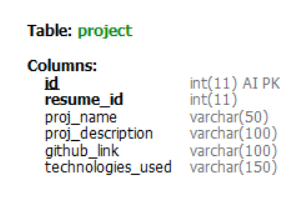 Table: project
Columns:
id int(11) AI PK
resume_id int(11)
proj_name varchar(50)
proj_description varchar(100)
github_link varchar(100)
technologies_used varchar(150)